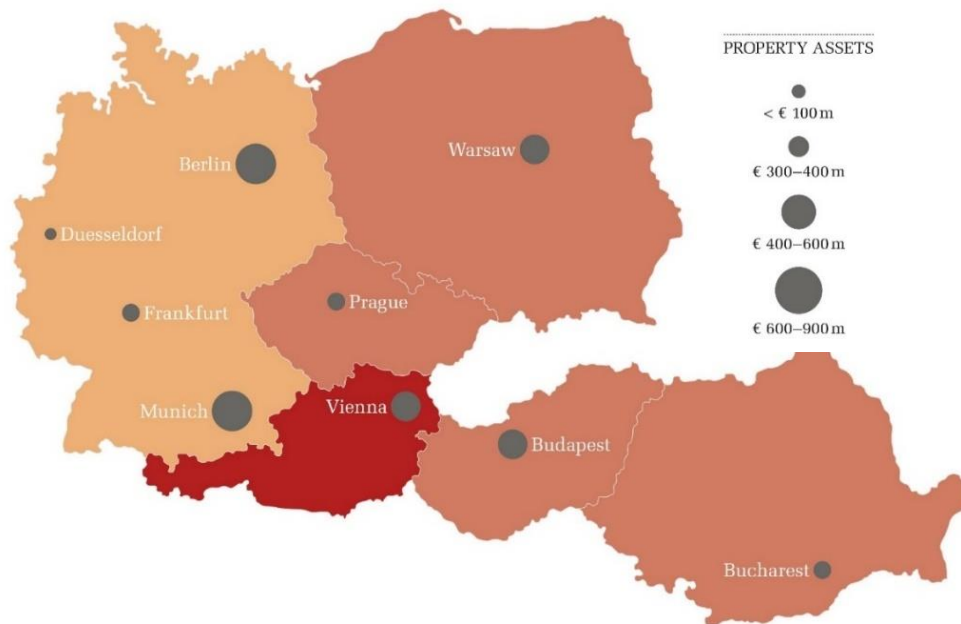 PROPERTY ASSETS
< € 100 m
€ 300–400 m
€ 400–600 m
€ 600–900 m
Berlin
Warsaw
Duesseldorf
Frankfurt
Prague
Munich
Vienna
Budapest
Bucharest